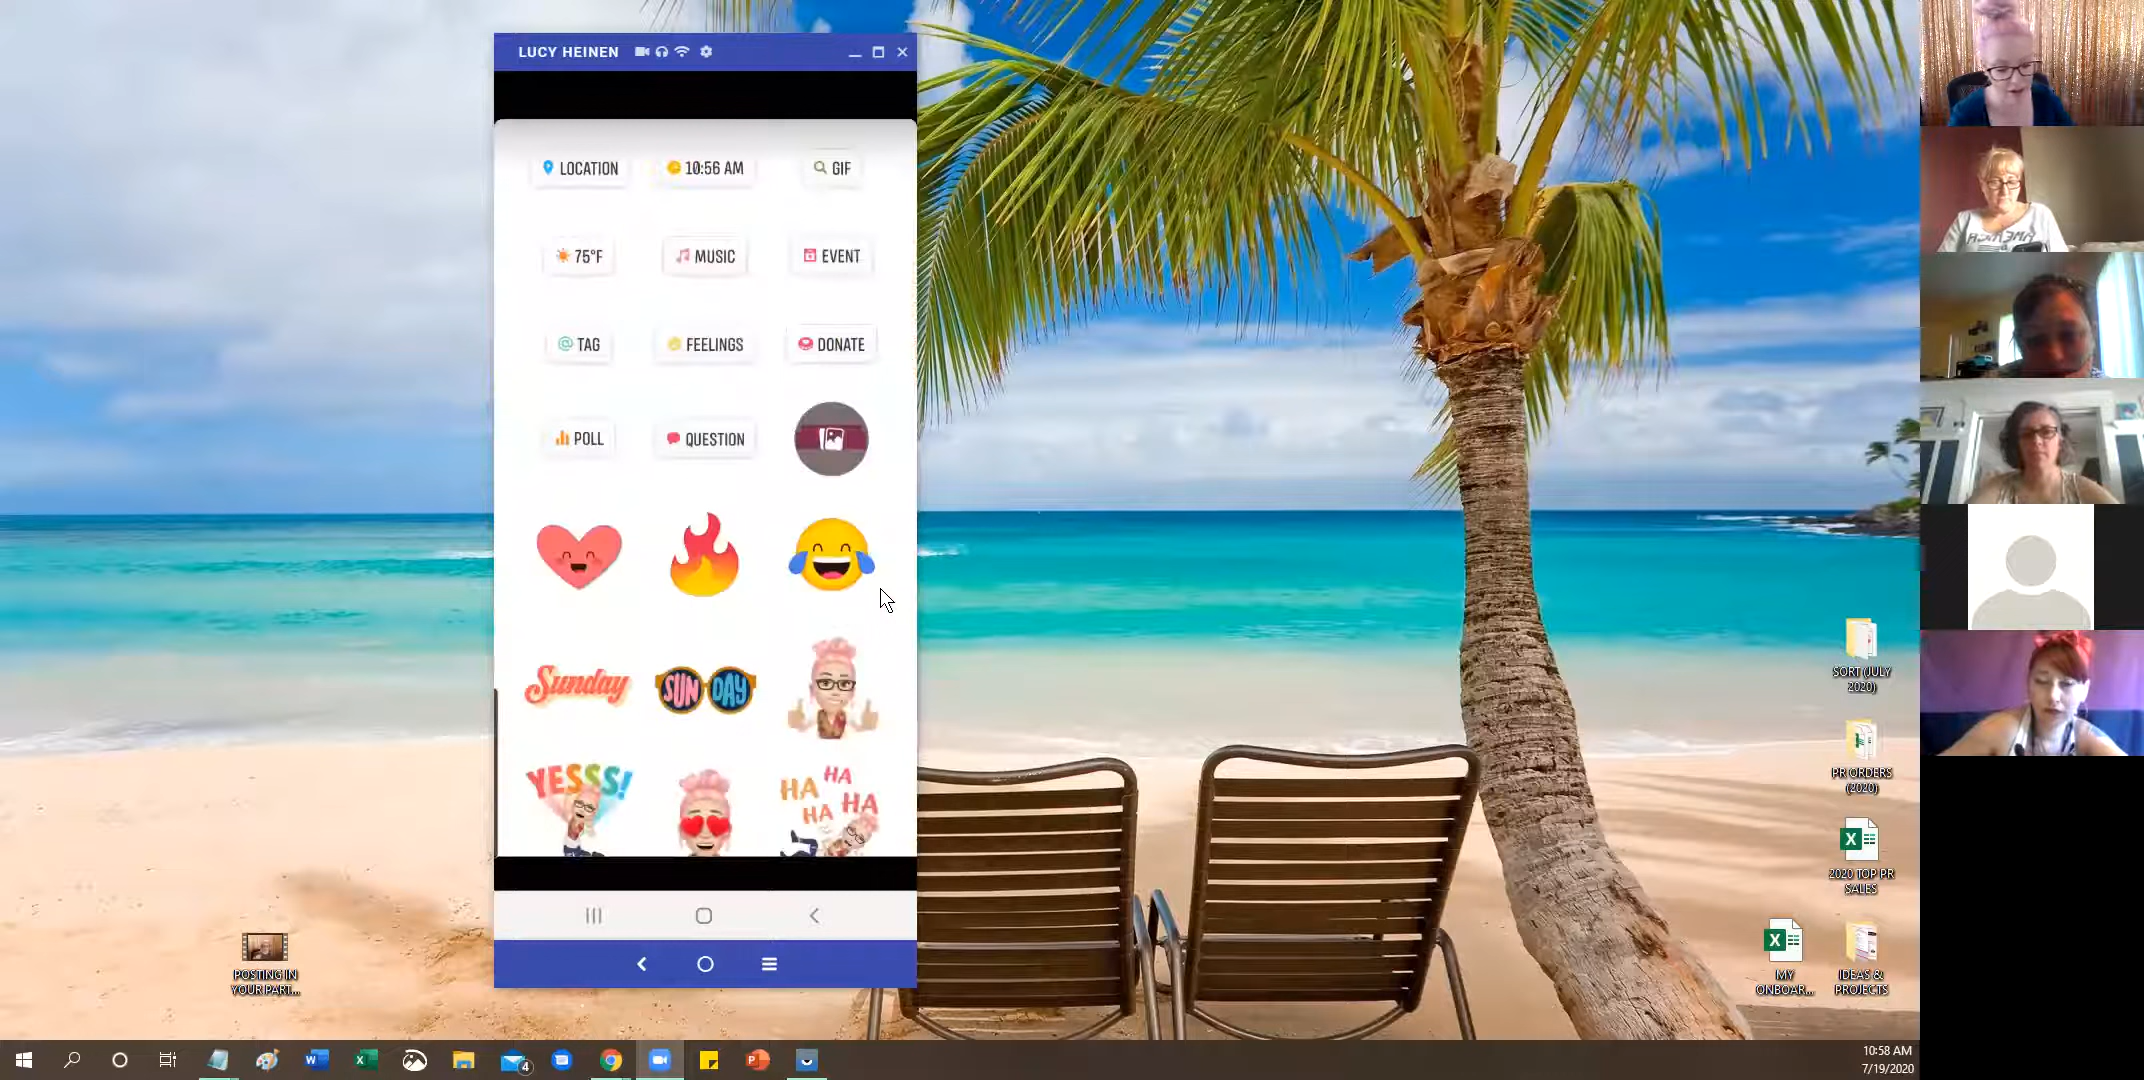 LUCY HEINEN
LOCATION
10:56 AM
GIF
75°F
MUSIC
EVENT
@ TAG
FEELINGS
DONATE
POLL
QUESTION
Sunday
SUN DAY
YESSS!
HA HA HA HA
SORT (JULY
2020)
PR ORDERS
(2020)
2020 TOP PR
SALES
MY
ONBOAR...
IDEAS &
PROJECTS
POSTING IN
YOUR PART...
4
10:58 AM
7/19/2020